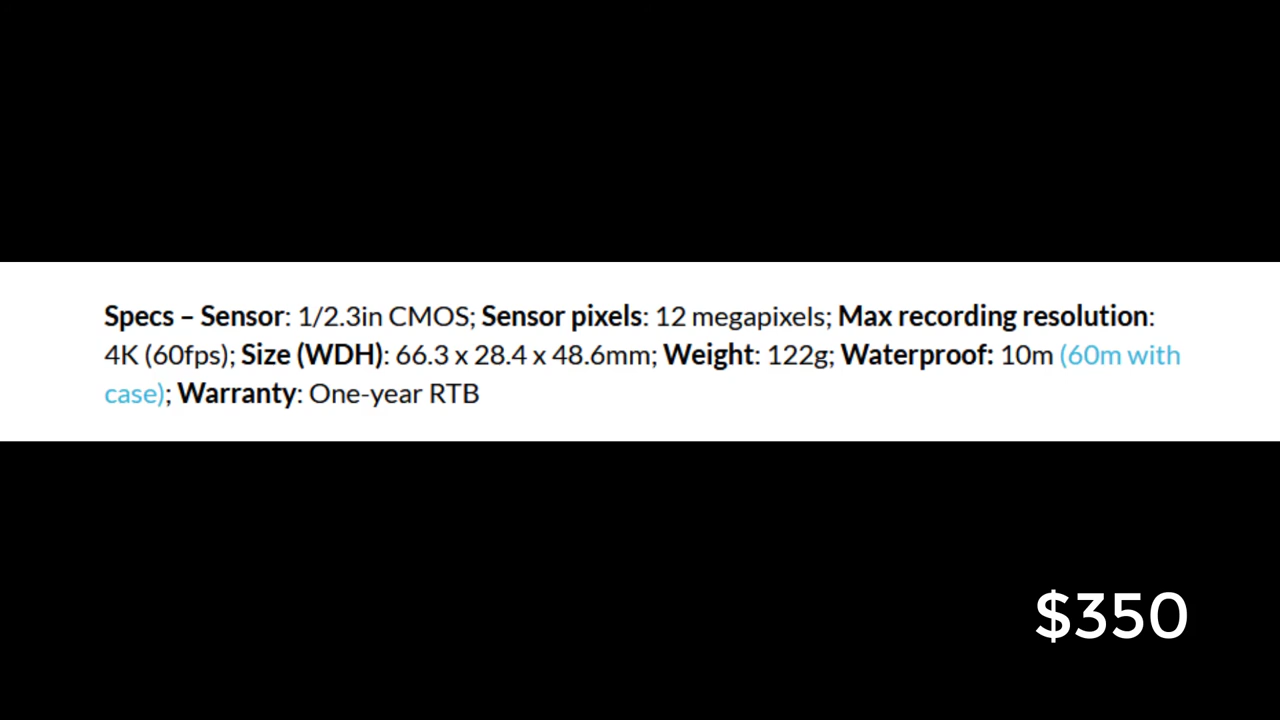 Specs – Sensor: 1/2.3in CMOS; Sensor pixels: 12 megapixels; Max recording resolution:
4K (60fps); Size (WDH): 66.3 x 28.4 x 48.6mm; Weight: 122g; Waterproof: 10m (60m with
case); Warranty: One-year RTB
$350